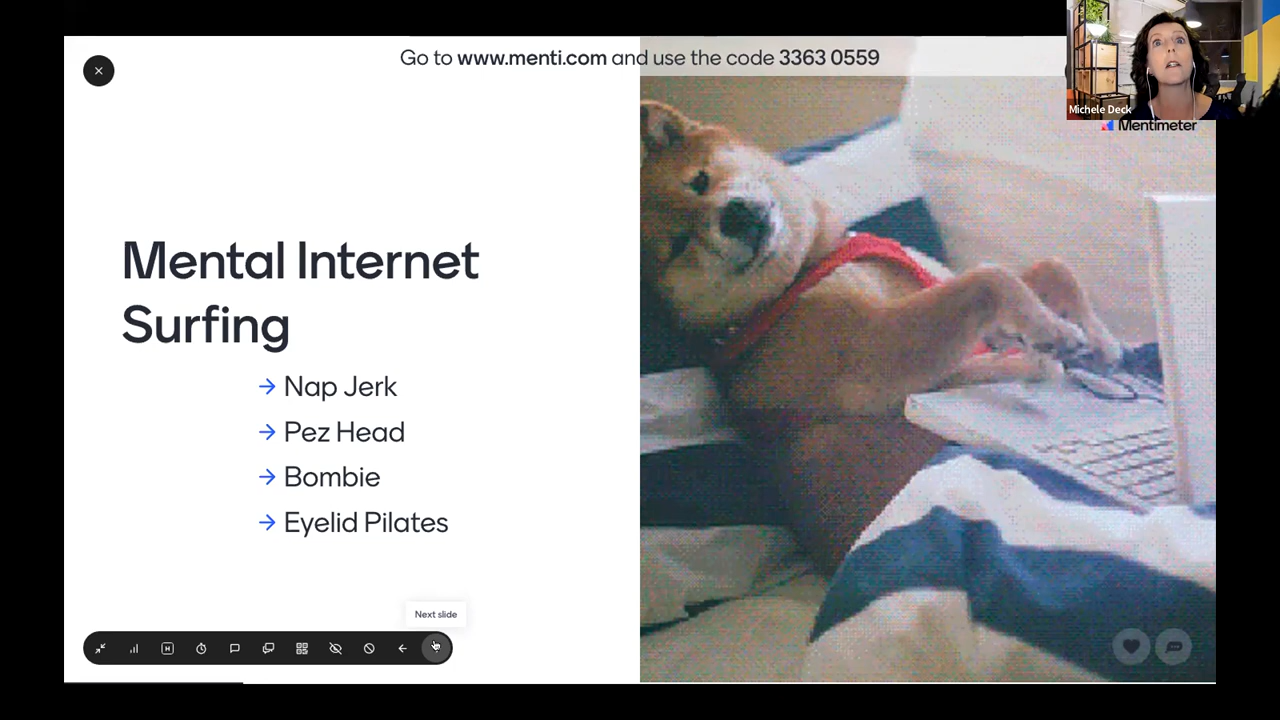 Go to www.menti.com and use the code 3363 0559
Michele Deck
Mentimeter
Mental Internet
Surfing
→ Nap Jerk
→ Pez Head
→ Bombie
→ Eyelid Pilates
Next slide
H